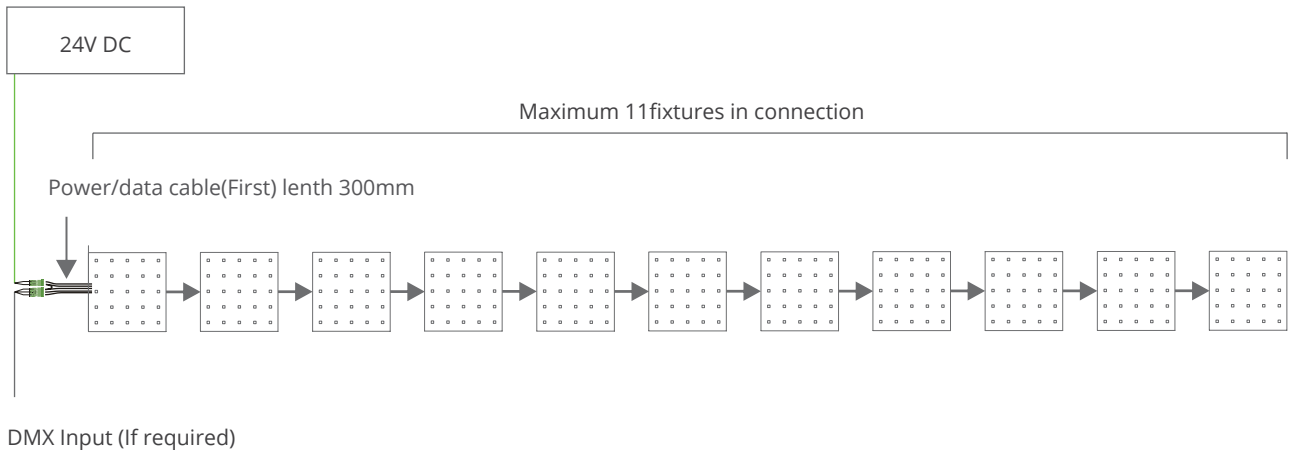 24V DC
Maximum 11fixtures in connection
Power/data cable(First) lenth 300mm
DMX Input (If required)